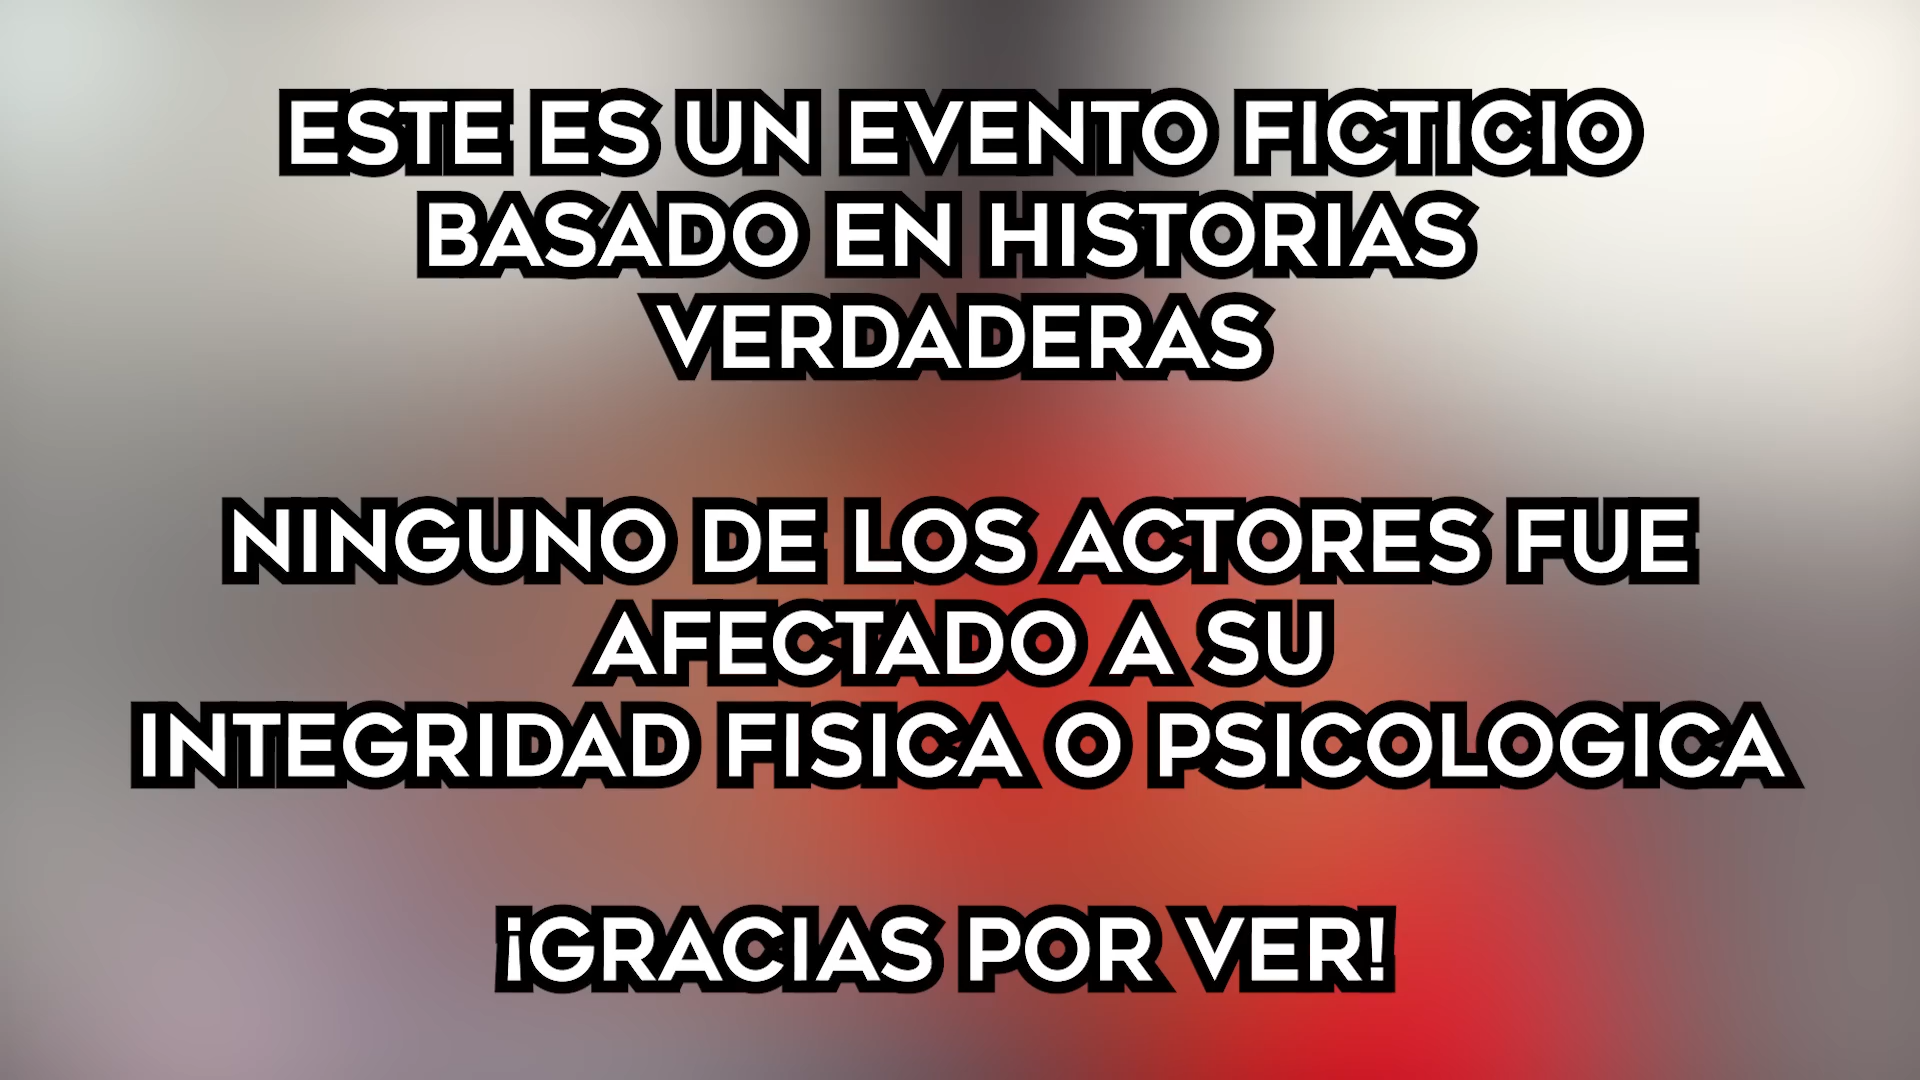 ESTE ES UN EVENTO FICTICIO
BASADO EN HISTORIAS
VERDADERAS
NINGUNO DE LOS ACTORES FUE
AFECTADO A SU
INTEGRIDAD FISICA O PSICOLOGICA
¡GRACIAS POR VER!